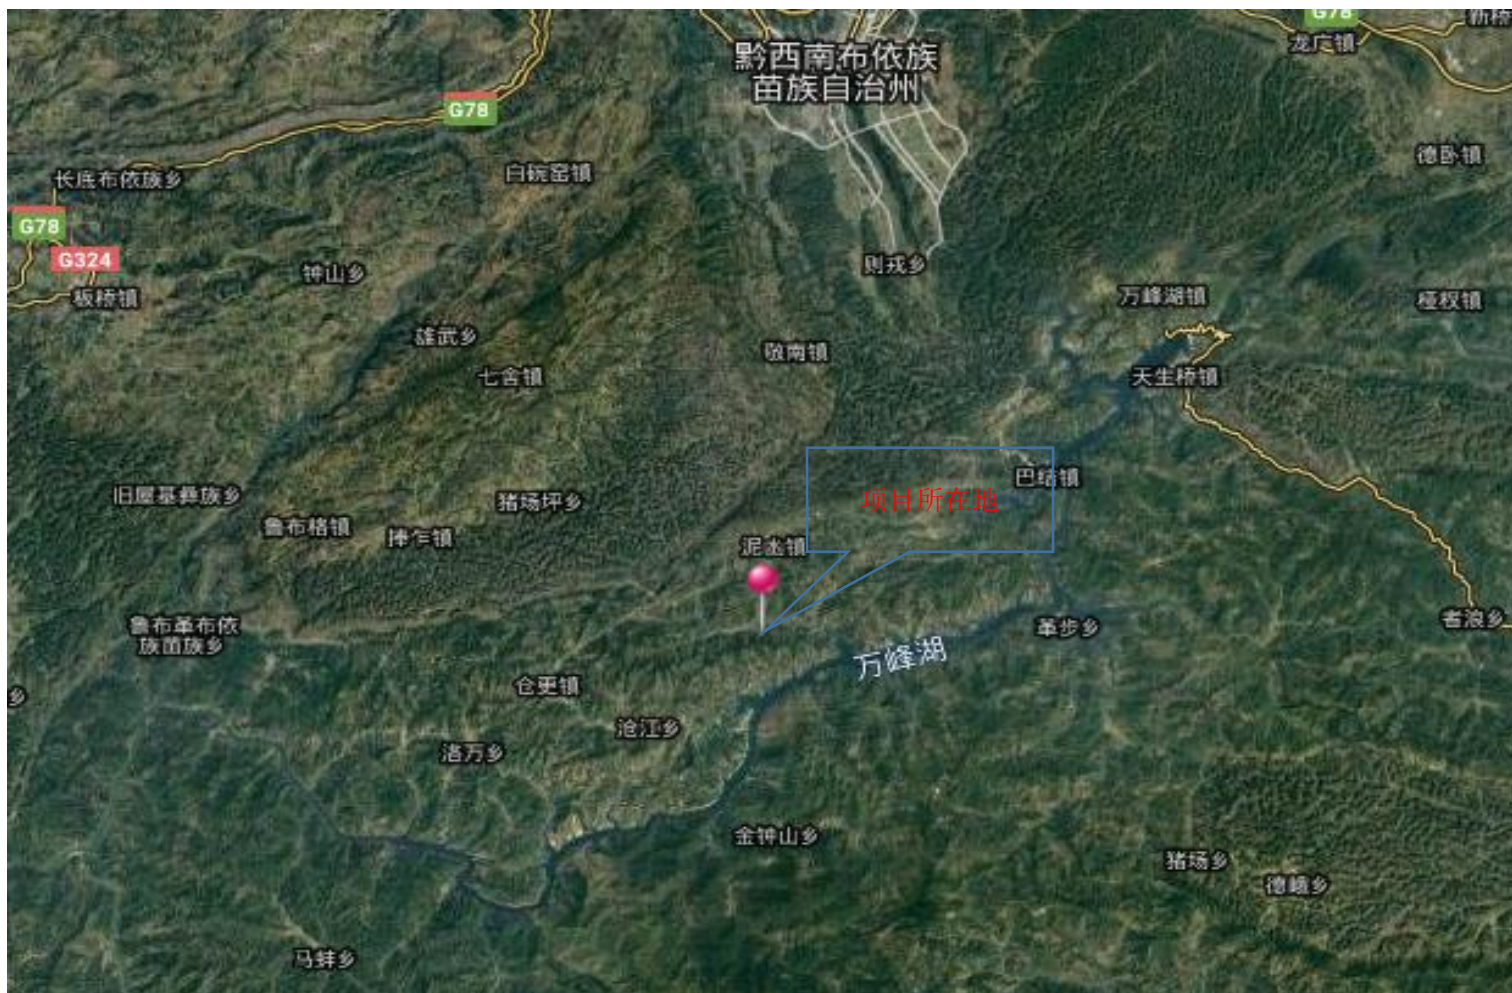 G78
新桥
龙广镇
黔西南布依族
苗族自治州
G78
德卧镇
白碗窑镇
长底布依族乡
G78
G324
则戎乡
钟山乡
板桥镇
万峰湖镇
桠杈镇
雄武乡
敬南镇
七舍镇
天生桥镇
巴结镇
旧屋基彝族乡
项目所在地
猪场坪乡
鲁布格镇
捧乍镇
泥凼镇
鲁布革布依
族苗族乡
革步乡
者浪乡
万峰湖
仓更镇
乡
沧江乡
洛万乡
金钟山乡
猪场乡
德峨乡
马蚌乡